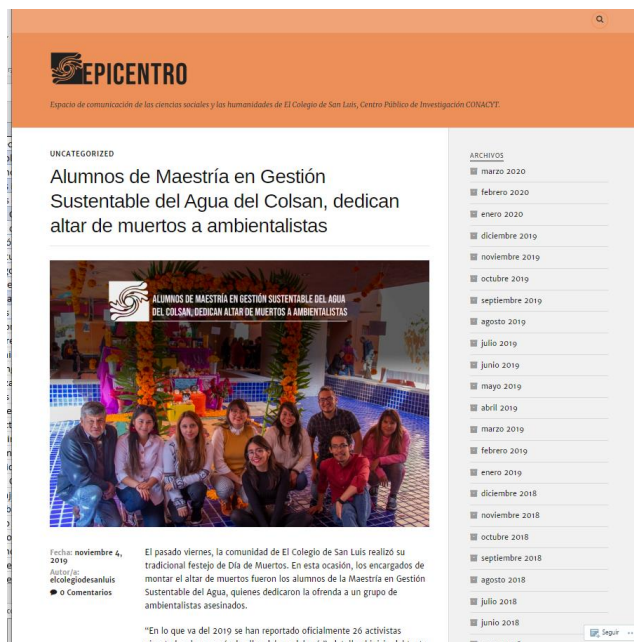 EPICENTRO
Espacio de comunicación de las ciencias sociales y las humanidades de El Colegio de San Luis, Centro Público de Investigación CONACYT.
UNCATEGORIZED
Alumnos de Maestría en Gestión
Sustentable del Agua del Colsan, dedican
altar de muertos a ambientalistas
ALUMNOS DE MAESTRÍA EN GESTIÓN SUSTENTABLE DEL AGUA
DEL COLSAN, DEDICAN ALTAR DE MUERTOS A AMBIENTALISTAS
Fecha: noviembre 4,
2019
Autor/a:
elcolegiodesanluis
0 Comentarios
El pasado viernes, la comunidad de El Colegio de San Luis realizó su
tradicional festejo de Día de Muertos. En esta ocasión, los encargados de
montar el altar de muertos fueron los alumnos de la Maestría en Gestión
Sustentable del Agua, quienes dedicaron la ofrenda a un grupo de
ambientalistas asesinados.
"En lo que va del 2019 se han reportado oficialmente 26 activistas
ARCHIVOS
marzo 2020
febrero 2020
enero 2020
diciembre 2019
noviembre 2019
octubre 2019
septiembre 2019
agosto 2019
julio 2019
junio 2019
mayo 2019
abril 2019
marzo 2019
febrero 2019
enero 2019
diciembre 2018
noviembre 2018
octubre 2018
septiembre 2018
agosto 2018
julio 2018
junio 2018
Seguir